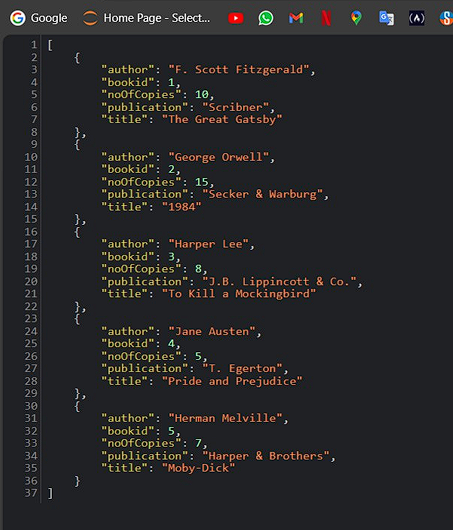 Google Home Page - Select...
1 [
2 {
3 "author": "F. Scott Fitzgerald",
4 "bookid": 1,
5 "noOfCopies": 10,
6 "publication": "Scribner",
7 "title": "The Great Gatsby"
8 },
9 {
10 "author": "George Orwell",
11 "bookid": 2,
12 "noOfCopies": 15,
13 "publication": "Secker & Warburg",
14 "title": "1984"
15 },
16 {
17 "author": "Harper Lee",
18 "bookid": 3,
19 "noOfCopies": 8,
20 "publication": "J.B. Lippincott & Co.",
21 "title": "To Kill a Mockingbird"
22 },
23 {
24 "author": "Jane Austen",
25 "bookid": 4,
26 "noOfCopies": 5,
27 "publication": "T. Egerton",
28 "title": "Pride and Prejudice"
29 },
30 {
31 "author": "Herman Melville",
32 "bookid": 5,
33 "noOfCopies": 7,
34 "publication": "Harper & Brothers",
35 "title": "Moby-Dick"
36 }
37 ]